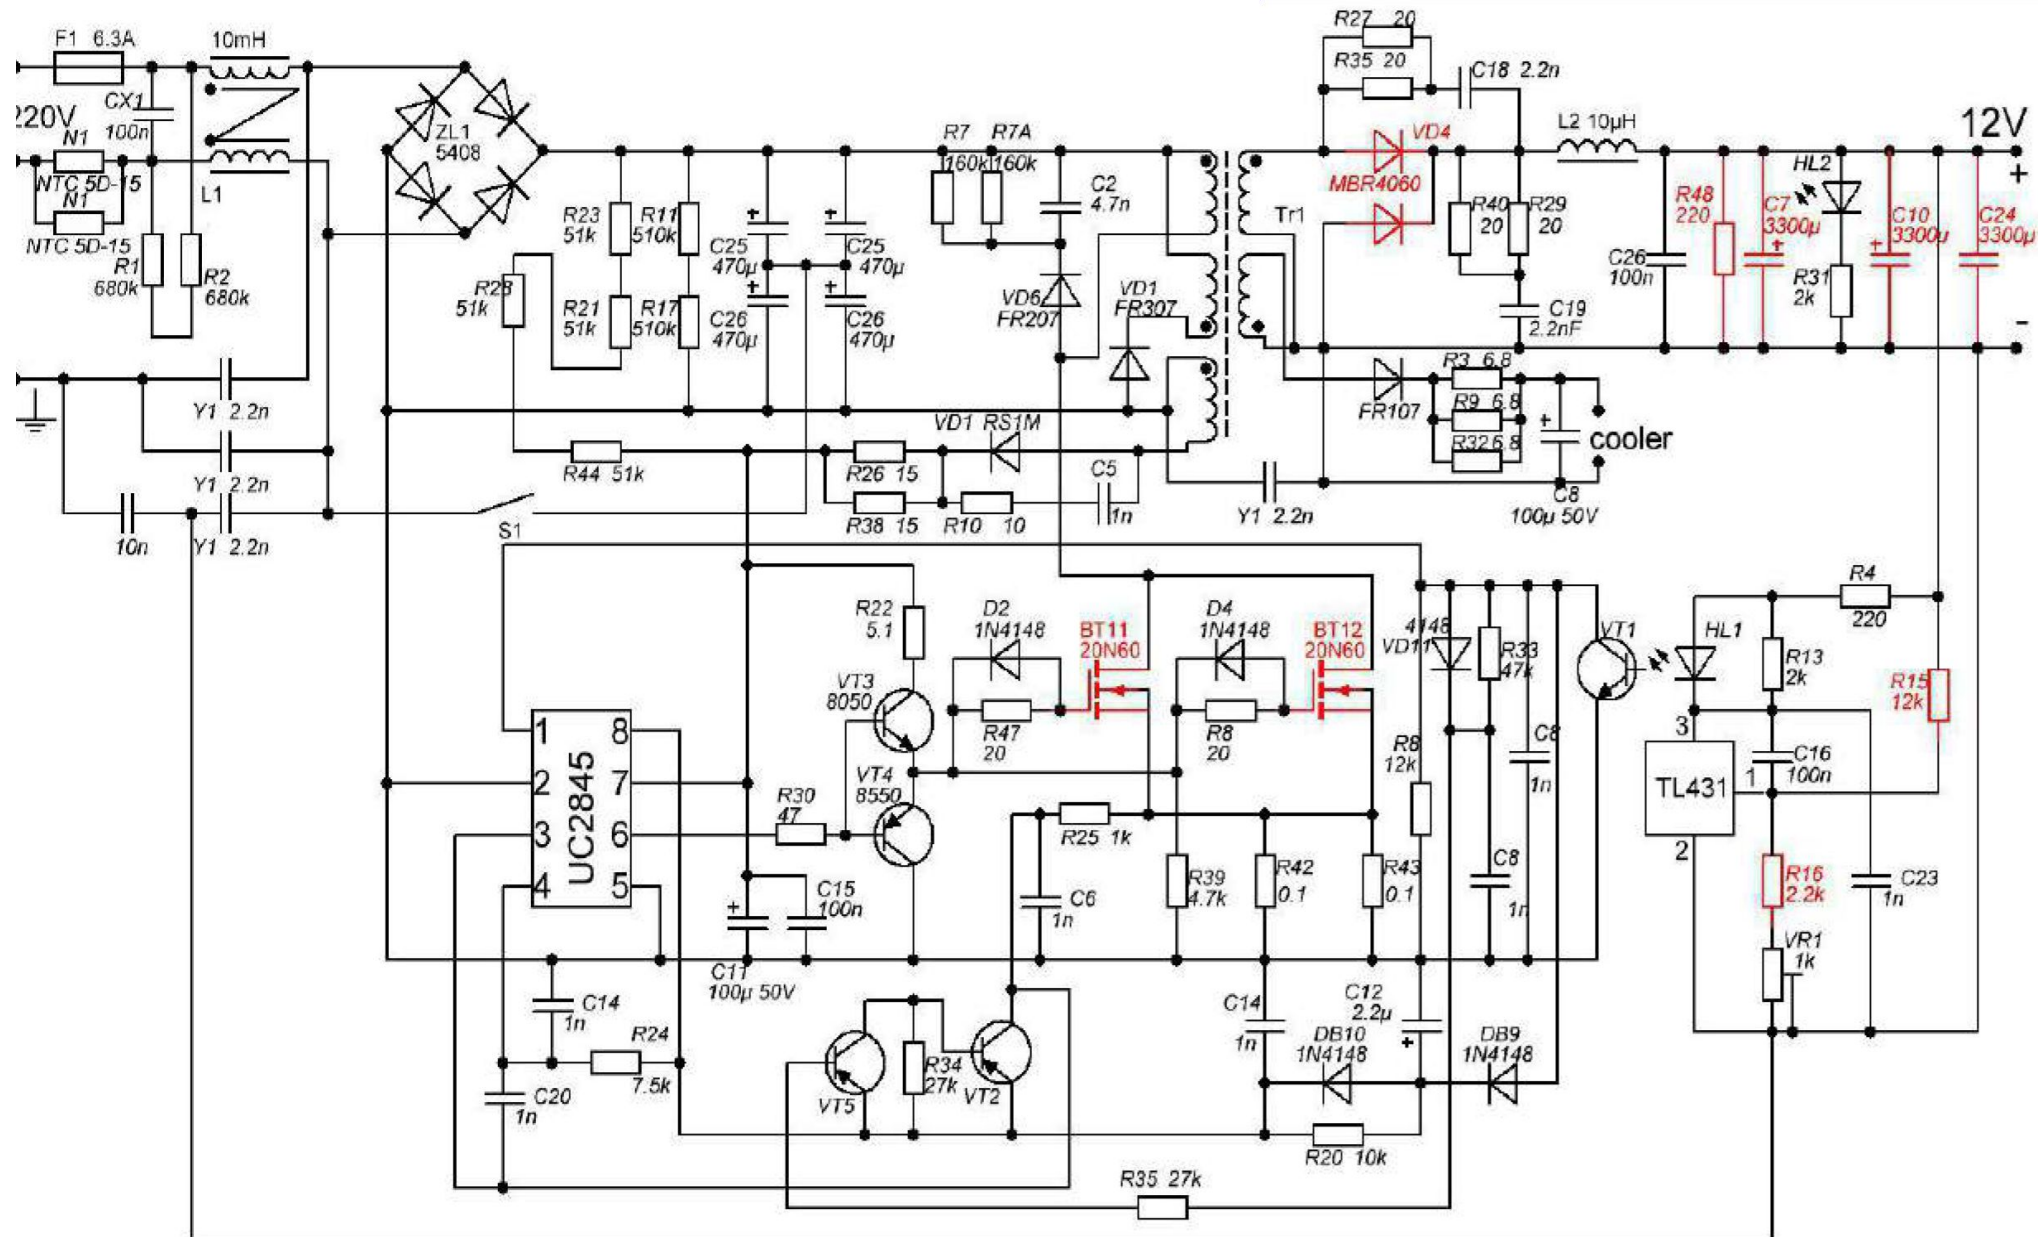 F1 6.3A
10mH
CX1
100n
220V
N1
NTC 5D-15
N1
NTC 5D-15
R1
680k
R2
680k
L1
ZL1
5408
Y1 2.2n
Y1 2.2n
Y1 2.2n
10n
S1
R28
51k
R23
51k
R21
51k
R11
510k
R17
510k
C25
470µ
C26
470µ
C25
470µ
C26
470µ
R7 R7A
160k 160k
C2
4.7n
VD6
FR207
VD1
FR307
Tr1
R44 51k
R26 15
R38 15
VD1 RS1M
R10 10
C5
1n
Y1 2.2n
R27 20
R35 20
C18 2.2n
VD4
MBR4060
R40
20
R29
20
C19
2.2nF
L2 10µH
C26
100n
R48
220
C7
3300µ
HL2
R31
2k
C10
3300µ
C24
3300µ
12V
+
-
FR107
R3 6.8
R9 6.8
R32 6.8
cooler
C8
100µ 50V
R22
5.1
VT3
8050
VT4
8550
R30
47
D2
1N4148
R47
20
BT11
20N60
D4
1N4148
R8
20
BT12
20N60
4148
VD11
R33
47k
VT1
HL1
R4
220
R13
2k
R15
12k
C16
100n
TL431
3
1
2
R16
2.2k
VR1
1k
C23
1n
UC2845
1 8
2 7
3 6
4 5
C11
100µ 50V
C15
100n
R25 1k
C6
1n
R39
4.7k
R42
0.1
R43
0.1
R8
12k
C8
1n
C8
1n
C14
1n
R24
7.5k
C20
1n
VT5
R34
27k
VT2
C14
1n
C12
2.2µ
DB10
1N4148
DB9
1N4148
R20 10k
R35 27k